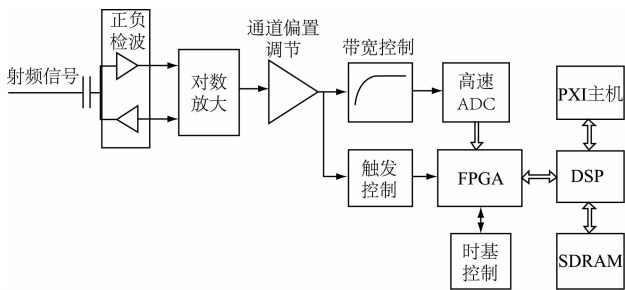 正负
检波
射频信号
对数
放大
通道偏置
调节
带宽控制
高速
ADC
触发
控制
FPGA
时基
控制
PXI主机
DSP
SDRAM